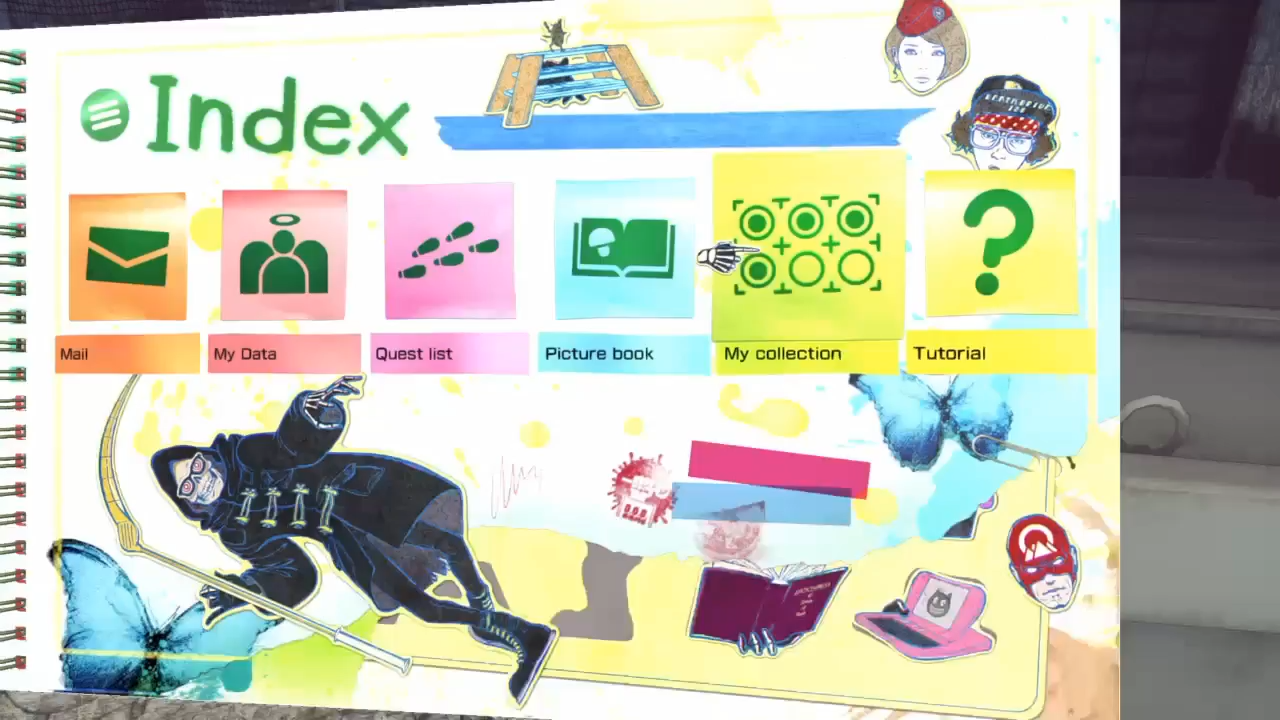 Index
Mail
My Data
Quest list
Picture book
My collection
Tutorial